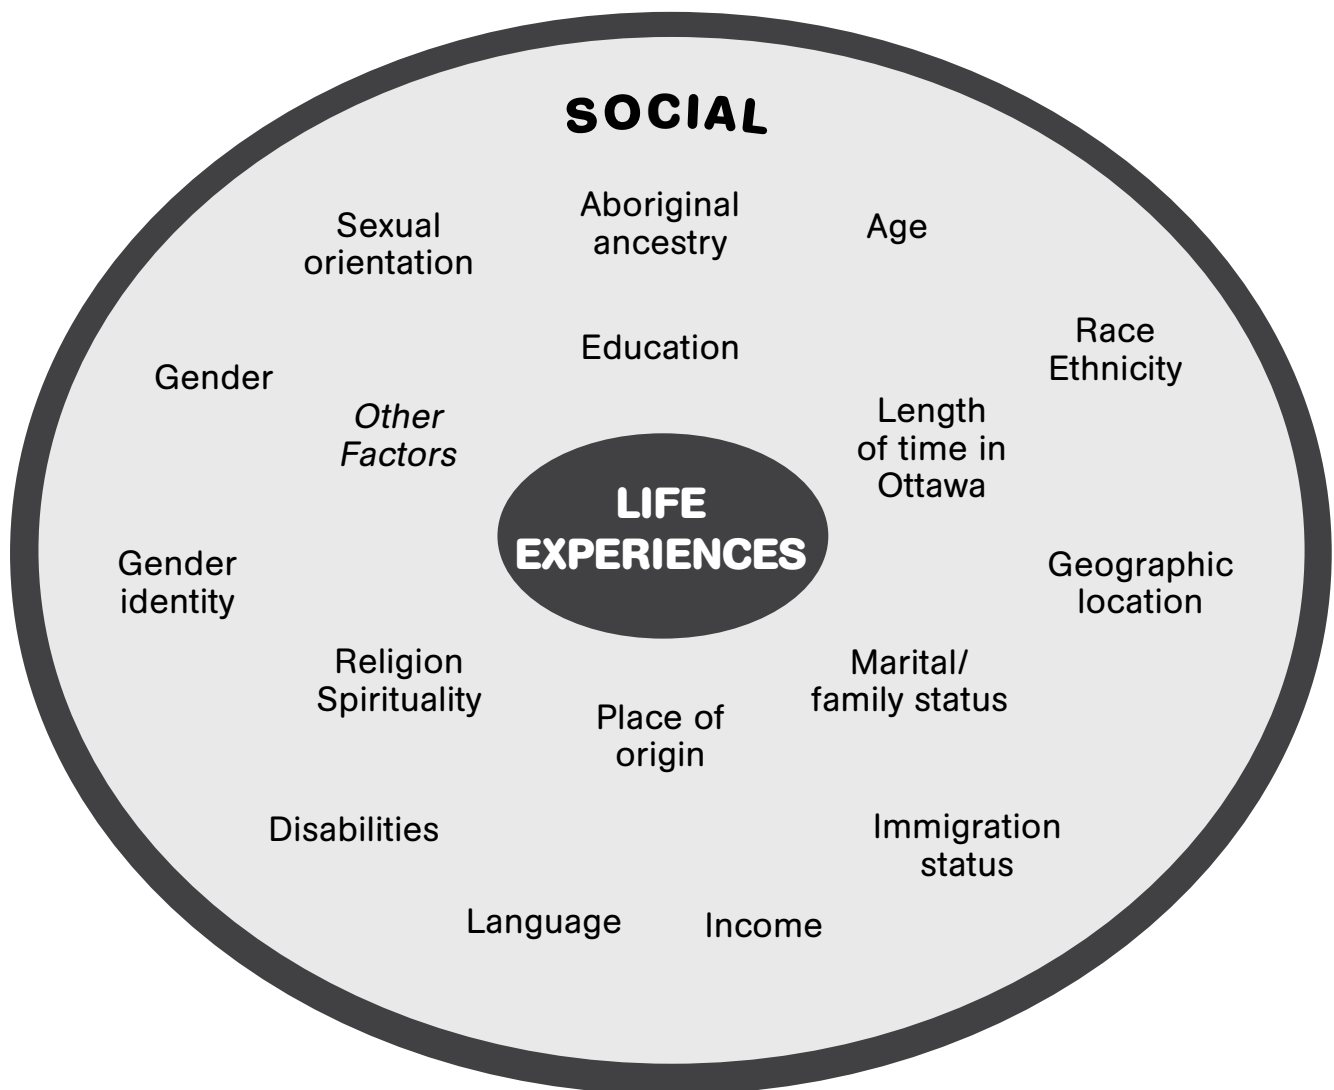 SOCIAL
Sexual
orientation
Aboriginal
ancestry
Age
Education
Race
Ethnicity
Gender
Other
Factors
Length
of time in
Ottawa
LIFE
EXPERIENCES
Gender
identity
Geographic
location
Religion
Spirituality
Marital/
family status
Place of
origin
Disabilities
Immigration
status
Language
Income